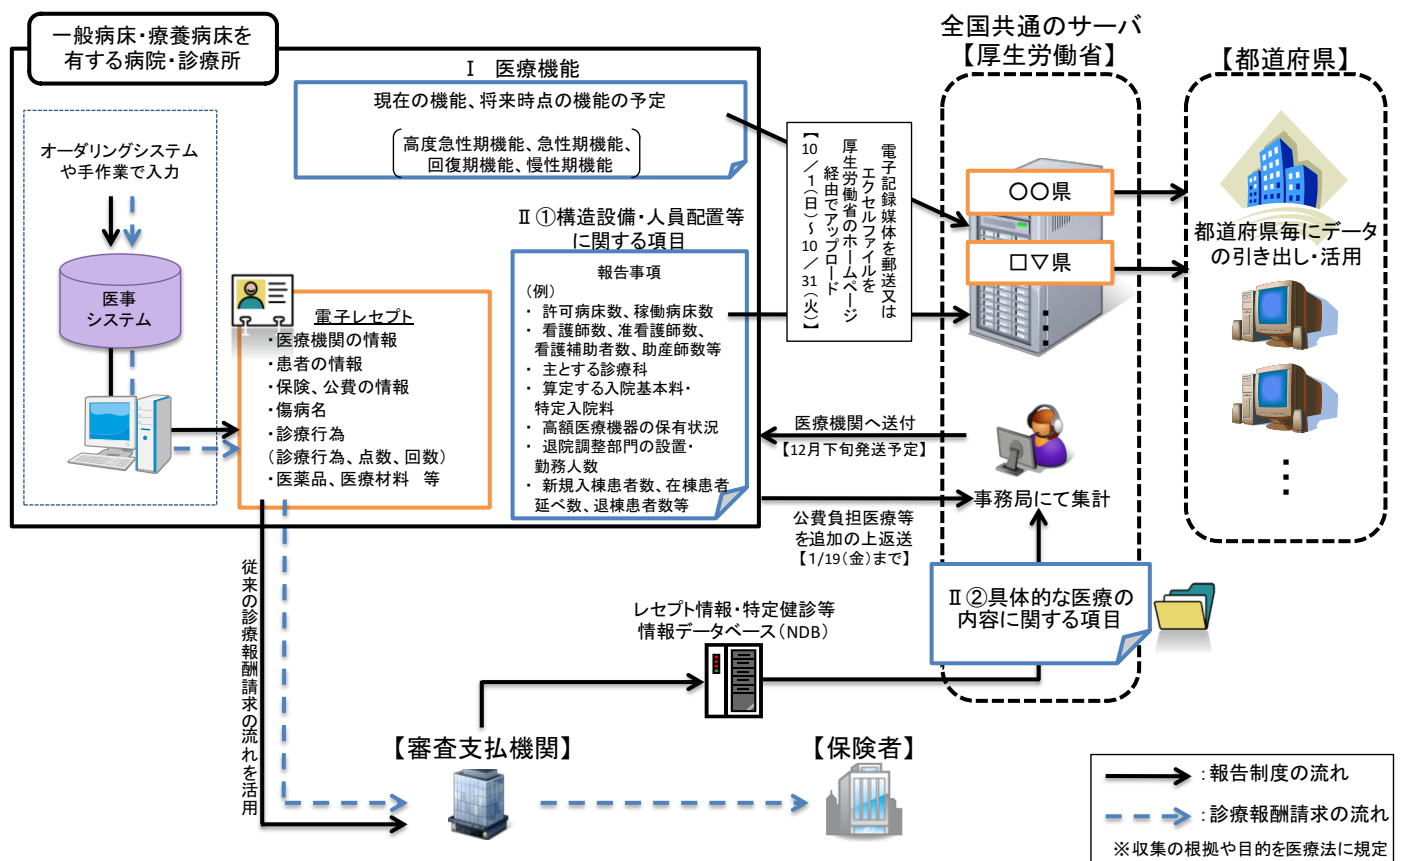 一般病床・療養病床を
有する病院・診療所
Ⅰ　医療機能
現在の機能、将来時点の機能の予定
高度急性期機能、急性期機能、
回復期機能、慢性期機能
オーダリングシステム
や手作業で入力
医事
システム
電子レセプト
・医療機関の情報
・患者の情報
・保険、公費の情報
・傷病名
・診療行為
（診療行為、点数、回数）
・医薬品、医療材料　等
Ⅱ①構造設備・人員配置等
に関する項目
報告事項
（例）
・ 許可病床数、稼働病床数
・ 看護師数、准看護師数、
看護補助者数、助産師数等
・ 主とする診療科
・ 算定する入院基本料・
特定入院料
・ 高額医療機器の保有状況
・ 退院調整部門の設置・
勤務人数
・ 新規入棟患者数、在棟患者
延べ数、退棟患者数等
電子記録媒体を郵送又は
エクセルファイルを
厚生労働省のホームページ
経由でアップロード
【10／1（日）～10／31（火）】
全国共通のサーバ
【厚生労働省】
○○県
□▽県
【都道府県】
都道府県毎にデータ
の引き出し・活用
⋮
医療機関へ送付
【12月下旬発送予定】
事務局にて集計
公費負担医療等
を追加の上返送
【1/19（金）まで】
Ⅱ②具体的な医療の
内容に関する項目
レセプト情報・特定健診等
情報データベース（NDB）
従来の診療報酬請求の流れを活用
【審査支払機関】
【保険者】
：報告制度の流れ
：診療報酬請求の流れ
※収集の根拠や目的を医療法に規定